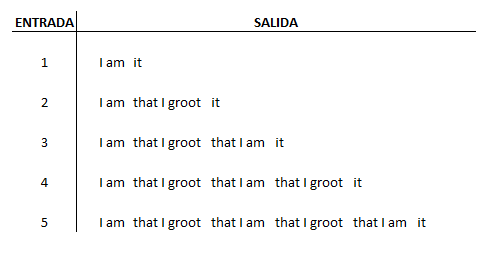 ENTRADA SALIDA
1 I am it
2 I am that I groot it
3 I am that I groot that I am it
4 I am that I groot that I am that I groot it
5 I am that I groot that I am that I groot that I am it